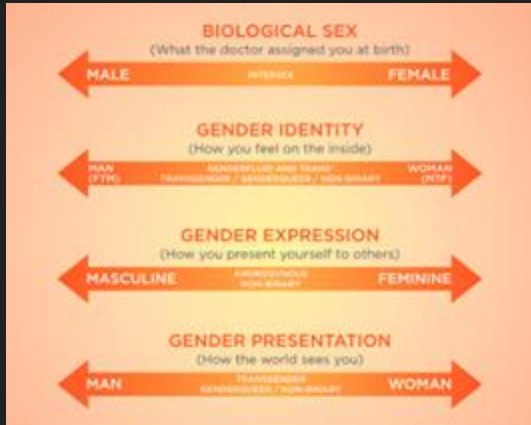 BIOLOGICAL SEX
(What the doctor assigned you at birth)
MALE INTERSEX FEMALE
GENDER IDENTITY
(How you feel on the inside)
MAN GENDERFLUID AND TRANS* WOMAN
(FTM) TRANSGENDER / GENDERQUEER / NON-BINARY (MTF)
GENDER EXPRESSION
(How you present yourself to others)
ANDROGYNOUS
MASCULINE FEMININE
NON-BINARY
GENDER PRESENTATION
(How the world sees you)
TRANSGENDER
MAN WOMAN
GENDERQUEER / NON-BINARY